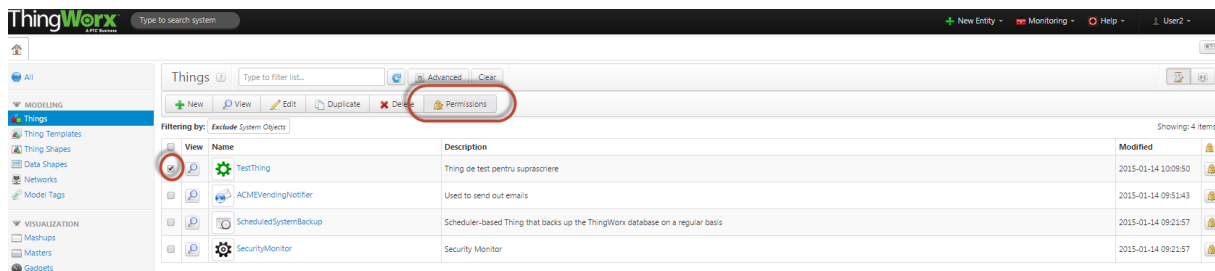 ThingWorx
A PTC Business
Type to search system
New Entity
Monitoring
Help
User2
All
Things
Type to filter list...
Advanced
Clear
MODELING
New
View
Edit
Duplicate
Delete
Permissions
Things
Filtering by: Exclude System Objects
Showing: 4 items
Thing Templates
Thing Shapes
View Name Description Modified
Data Shapes
TestThing Thing de test pentru suprascriere 2015-01-14 10:09:50
Networks
Model Tags
ACMEVendingNotifier Used to send out emails 2015-01-14 09:51:43
VISUALIZATION
ScheduledSystemBackup Scheduler-based Thing that backs up the ThingWorx database on a regular basis 2015-01-14 09:21:57
Mashups
Masters
SecurityMonitor Security Monitor 2015-01-14 09:21:57
Gadgets